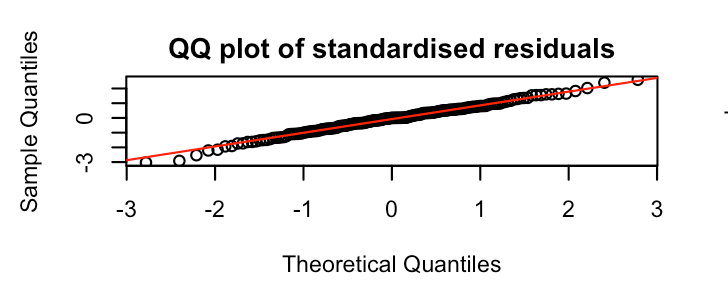 QQ plot of standardised residuals
Sample Quantiles
0
-3
-3 -2 -1 0 1 2 3
Theoretical Quantiles